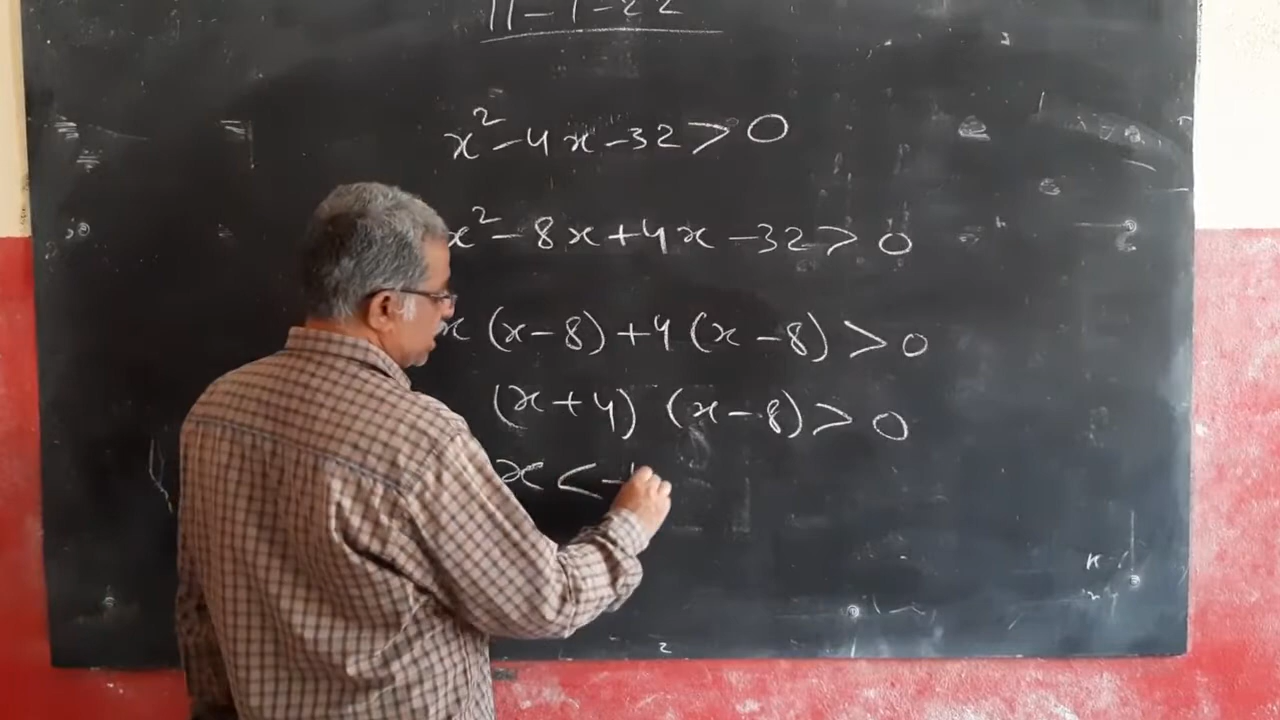 11-1-22
x²-4x-32>0
x²-8x+4x-32>0
x(x-8)+4(x-8)>0
(x+4) (x-8)>0
x<-